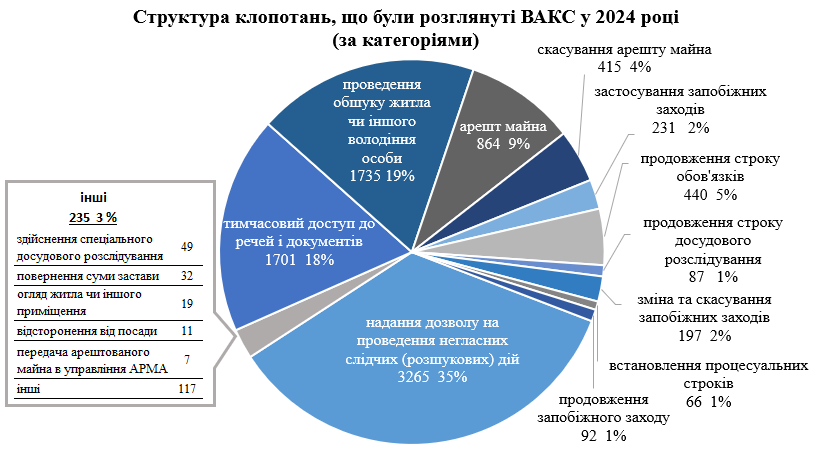 Структура клопотань, що були розглянуті ВАКС у 2024 році
(за категоріями)
скасування арешту майна
415 4%
застосування запобіжних
заходів
231 2%
продовження строку
обов'язків
440 5%
продовження строку
досудового
розслідування
87 1%
зміна та скасування
запобіжних заходів
197 2%
встановлення процесуальних
строків
66 1%
продовження
запобіжного заходу
92 1%
надання дозволу на
проведення негласних
слідчих (розшукових) дій
3265 35%
тимчасовий доступ до
речей і документів
1701 18%
проведення
обшуку житла
чи іншого
володіння
особи
1735 19%
арешт майна
864 9%
інші
235 3 %
здійснення спеціального
досудового розслідування 49
повернення суми застави 32
огляд житла чи іншого
приміщення 19
відсторонення від посади 11
передача арештованого
майна в управління АРМА 7
інші 117